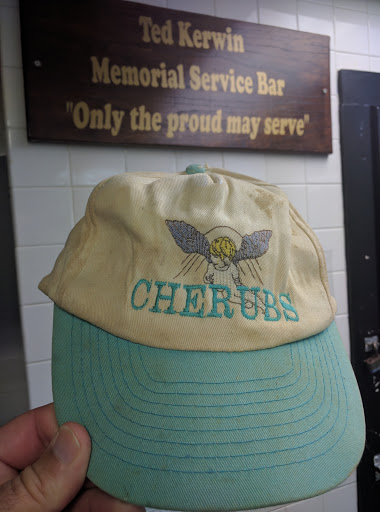 Ted Kerwin
Memorial Service Bar
"Only the proud may serve"
CHERUBS